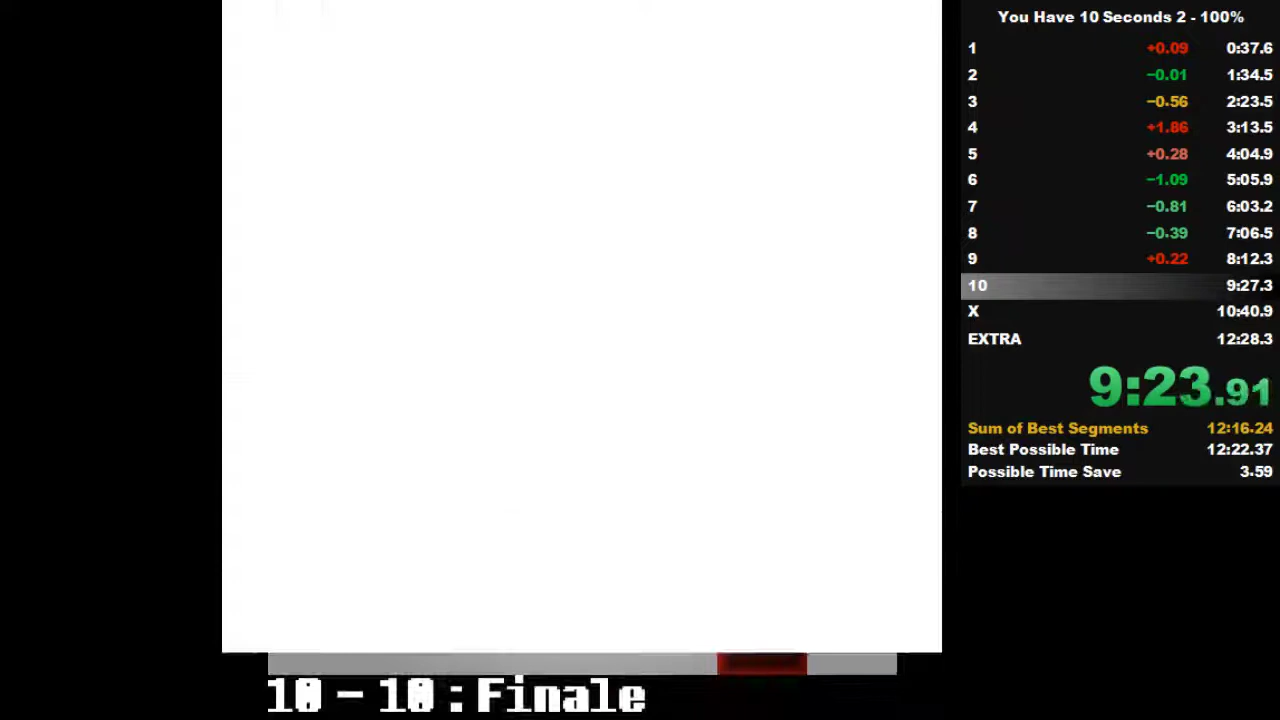 You Have 10 Seconds 2 - 100%
1 +0.09 0:37.6
2 −0.01 1:34.5
3 −0.56 2:23.5
4 +1.86 3:13.5
5 +0.28 4:04.9
6 −1.09 5:05.9
7 −0.81 6:03.2
8 −0.39 7:06.5
9 +0.22 8:12.3
10 9:27.3
X 10:40.9
EXTRA 12:28.3
9:23.91
Sum of Best Segments 12:16.24
Best Possible Time 12:22.37
Possible Time Save 3.59
10-10:Finale